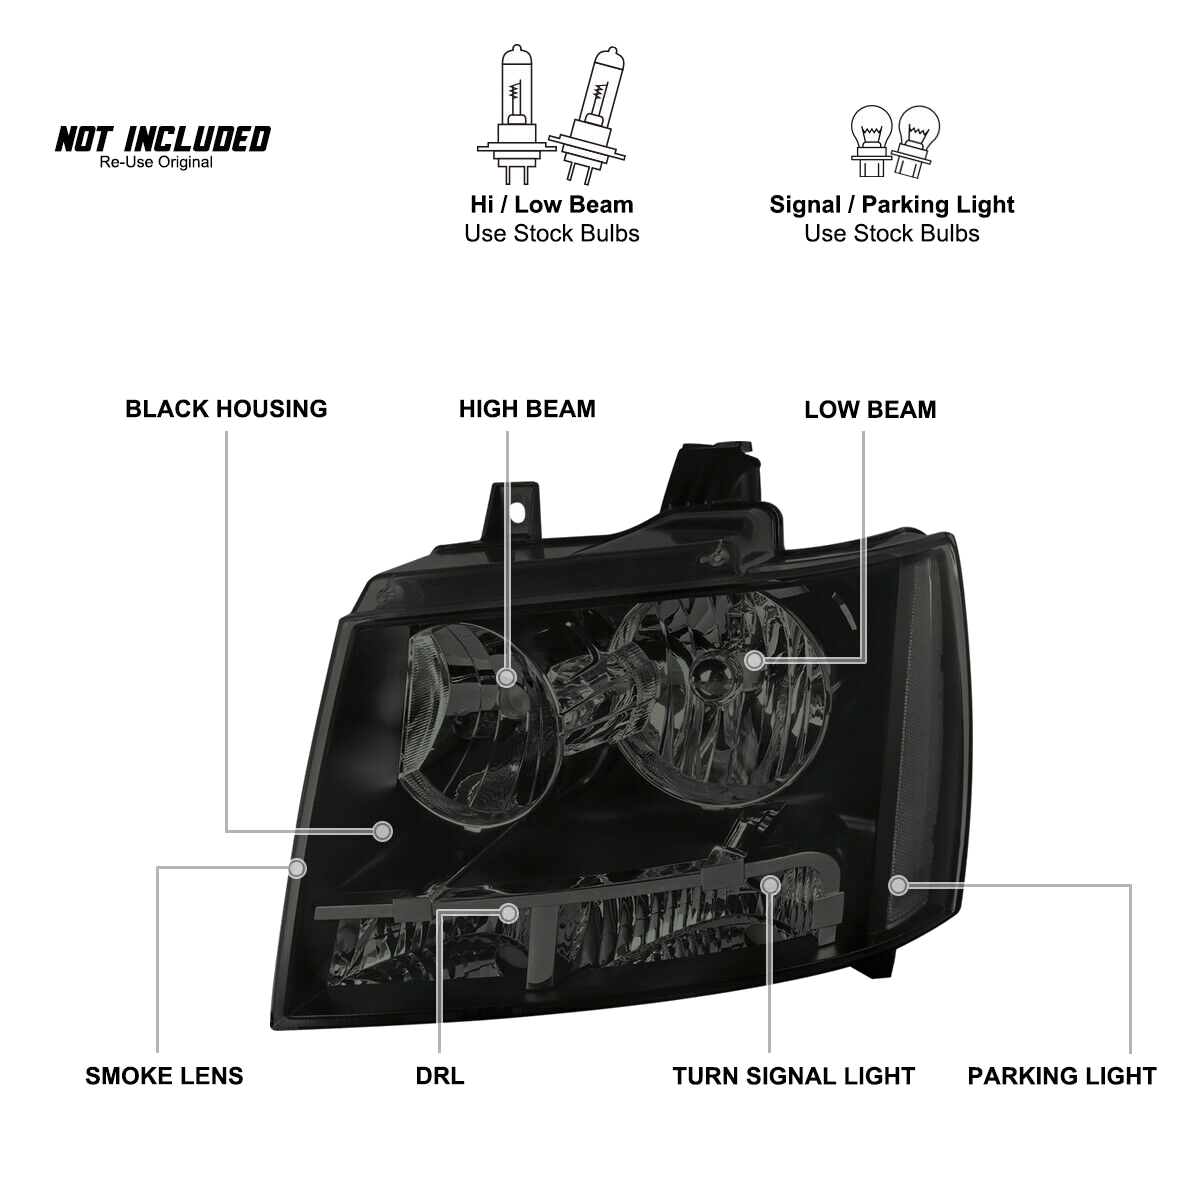 NOT INCLUDED
Re-Use Original
Hi / Low Beam
Use Stock Bulbs
Signal / Parking Light
Use Stock Bulbs
BLACK HOUSING
HIGH BEAM
LOW BEAM
SMOKE LENS
DRL
TURN SIGNAL LIGHT
PARKING LIGHT